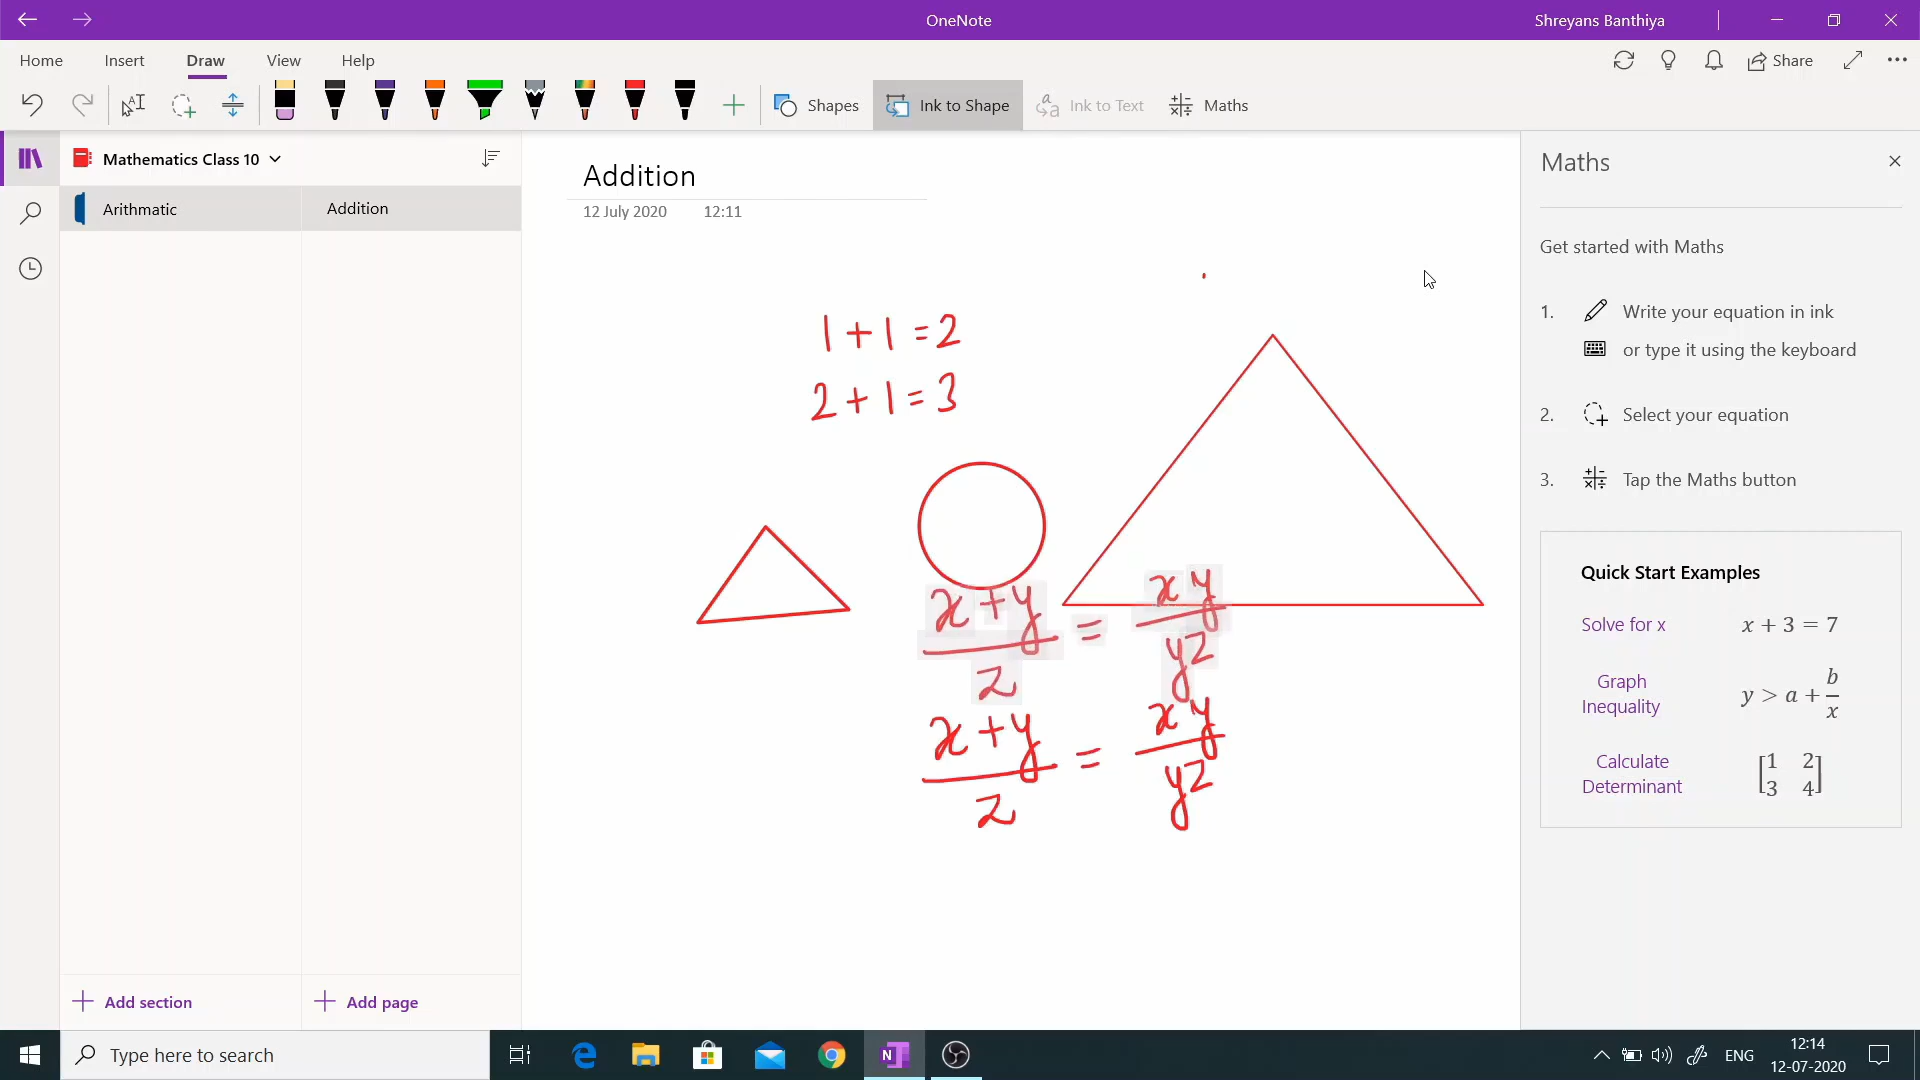 OneNote
Shreyans Banthiya
Home Insert Draw View Help
Share
Shapes Ink to Shape Ink to Text Maths
Mathematics Class 10
Arithmatic
Addition
Add section
Add page
Addition
12 July 2020 12:11
1 + 1 = 2
2 + 1 = 3
x+y/z = xy/y2
x+y/z = xy/y2
Maths
Get started with Maths
1. Write your equation in ink
or type it using the keyboard
2. Select your equation
3. Tap the Maths button
Quick Start Examples
Solve for x x + 3 = 7
Graph Inequality y > a + b/x
Calculate Determinant [1 2 3 4]
Type here to search
ENG
12:14
12-07-2020